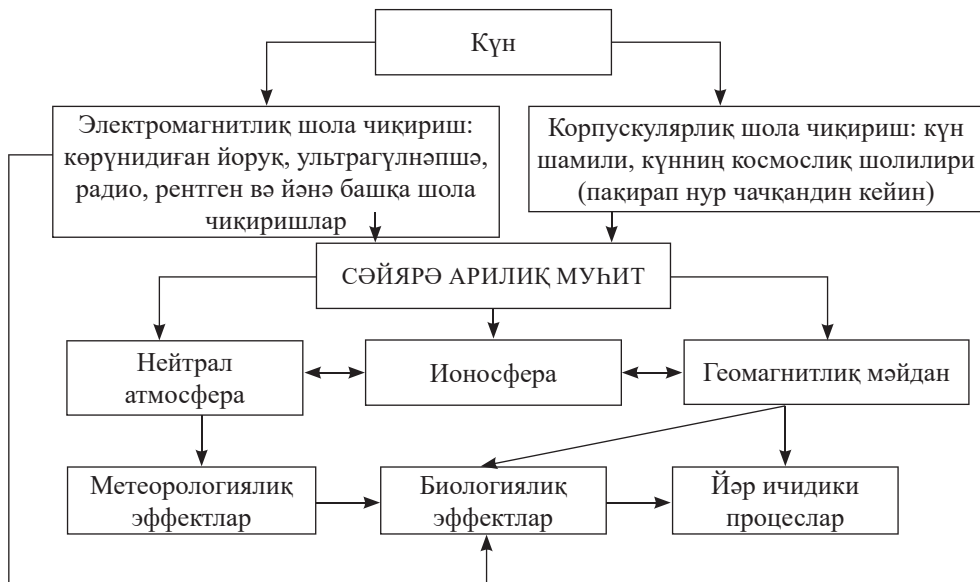 Күн
Электромагнитлиқ шола чиқириш:
көрүнидиған йоруқ, ультрагүлнәпшә,
радио, рентген вә йәнә башқа шола
чиқиришлар
Корпускулярлиқ шола чиқириш: күн
шамили, күнниң космослиқ шолилири
(пақирап нур чачқандин кейин)
СӘЙЯРӘ АРИЛИҚ МУҺИТ
Нейтрал
атмосфера
Ионосфера
Геомагнитлиқ мәйдан
Метеорологиялиқ
эффектлар
Биологиялиқ
эффектлар
Йәр ичидики
процеслар